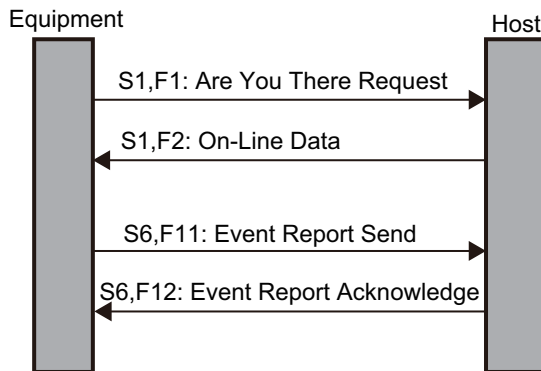 Equipment
Host
S1,F1: Are You There Request
S1,F2: On-Line Data
S6,F11: Event Report Send
S6,F12: Event Report Acknowledge